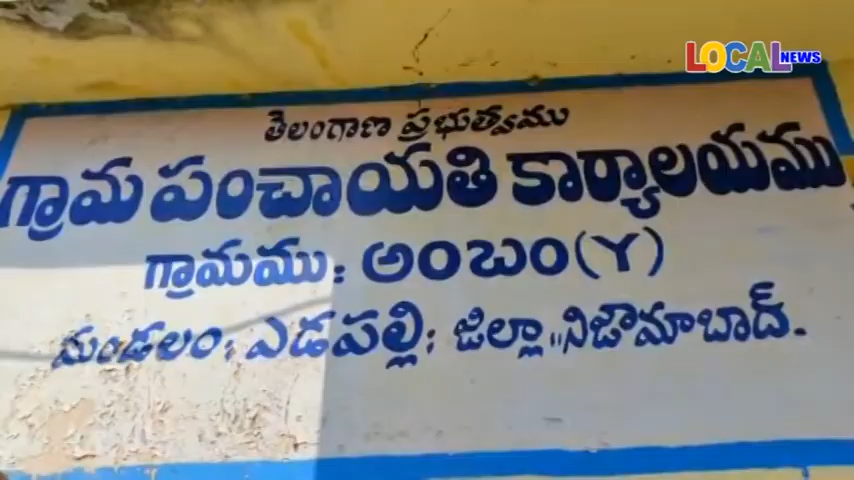 LOCAL NEWS
తెలంగాణ ప్రభుత్వము
గ్రామ పంచాయతి కార్యాలయము
గ్రామము: అంబం(Y)
మండలం: ఎడపల్లి; జిల్లా॥నిజామాబాద్.